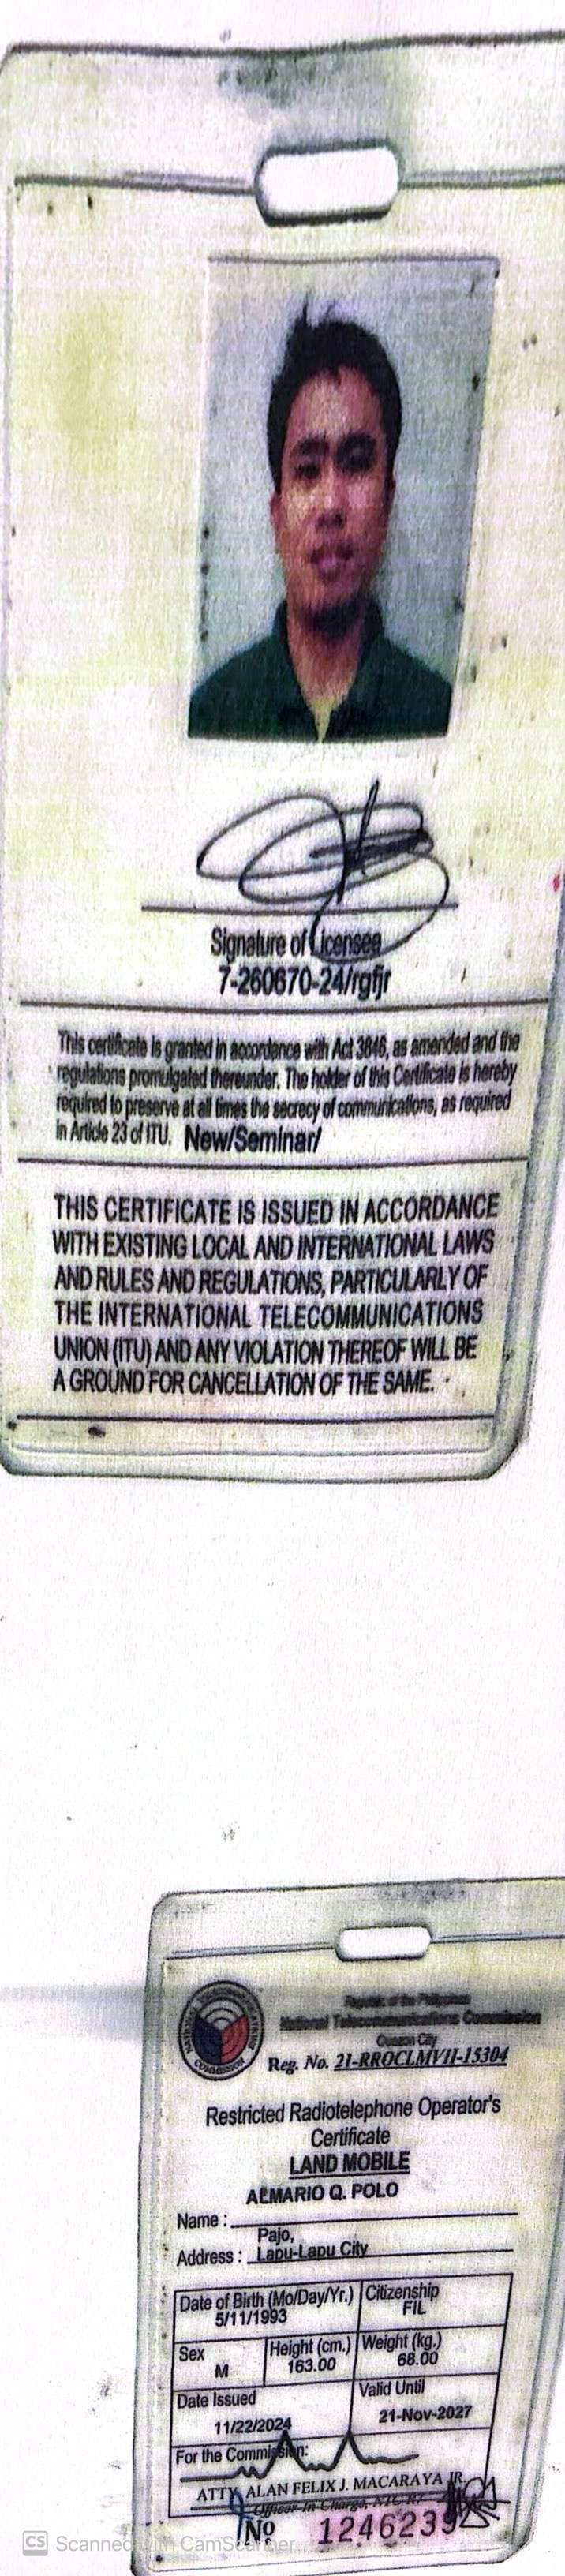 Signature of Licensee
7-260670-24/rgfjr
This certificate is granted in accordance with Act 3846, as amended and the
regulations promulgated thereunder. The holder of this Certificate is hereby
required to preserve at all times the secrecy of communications, as required
in Article 23 of ITU. New/Seminar/
THIS CERTIFICATE IS ISSUED IN ACCORDANCE
WITH EXISTING LOCAL AND INTERNATIONAL LAWS
AND RULES AND REGULATIONS, PARTICULARLY OF
THE INTERNATIONAL TELECOMMUNICATIONS
UNION (ITU) AND ANY VIOLATION THEREOF WILL BE
A GROUND FOR CANCELLATION OF THE SAME.
Republic of the Philippines
National Telecommunications Commission
Quezon City
Reg. No. 21-RROCLMVII-15304
Restricted Radiotelephone Operator's
Certificate
LAND MOBILE
ALMARIO Q. POLO
Name :
Pajo,
Address : Lapu-Lapu City
Date of Birth (Mo/Day/Yr.) Citizenship
5/11/1993 FIL
Sex Height (cm.) Weight (kg.)
M 163.00 68.00
Date Issued Valid Until
11/22/2024 21-Nov-2027
For the Commission:
ATTY. ALAN FELIX J. MACARAYA JR.
Officer-In-Charge, NTC-R7
No 1246239
CS Scanned with CamScanner